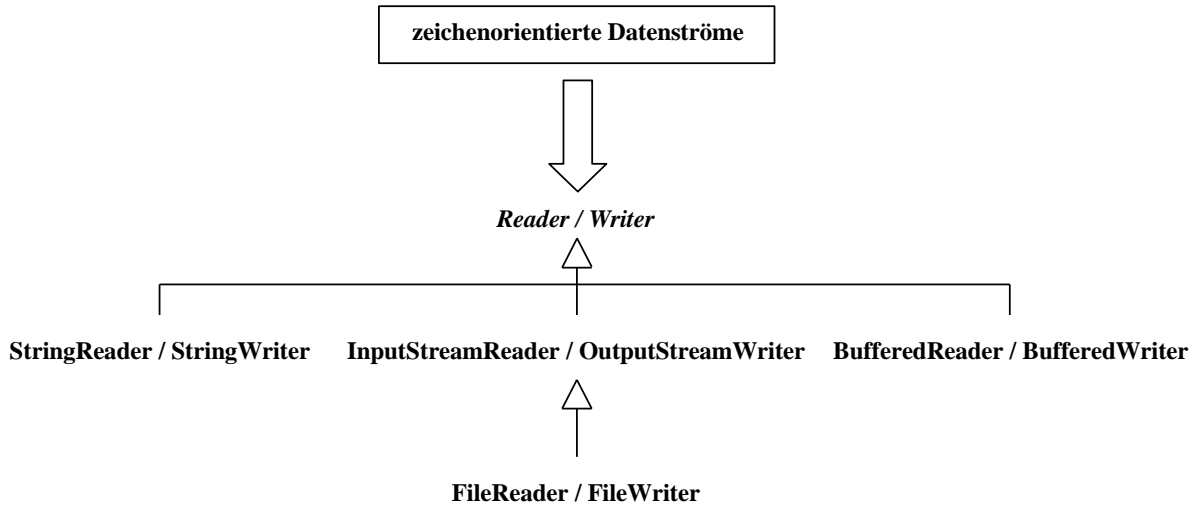 zeichenorientierte Datenströme
Reader / Writer
StringReader / StringWriter
InputStreamReader / OutputStreamWriter
BufferedReader / BufferedWriter
FileReader / FileWriter